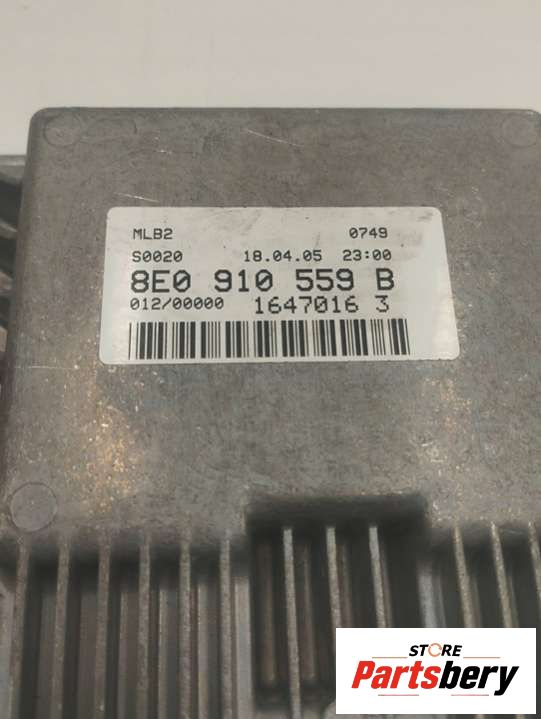 MLB2 0749
S0020 18.04.05 23:00
8E0 910 559 B
012/00000 1647016 3
STORE
Partsbery